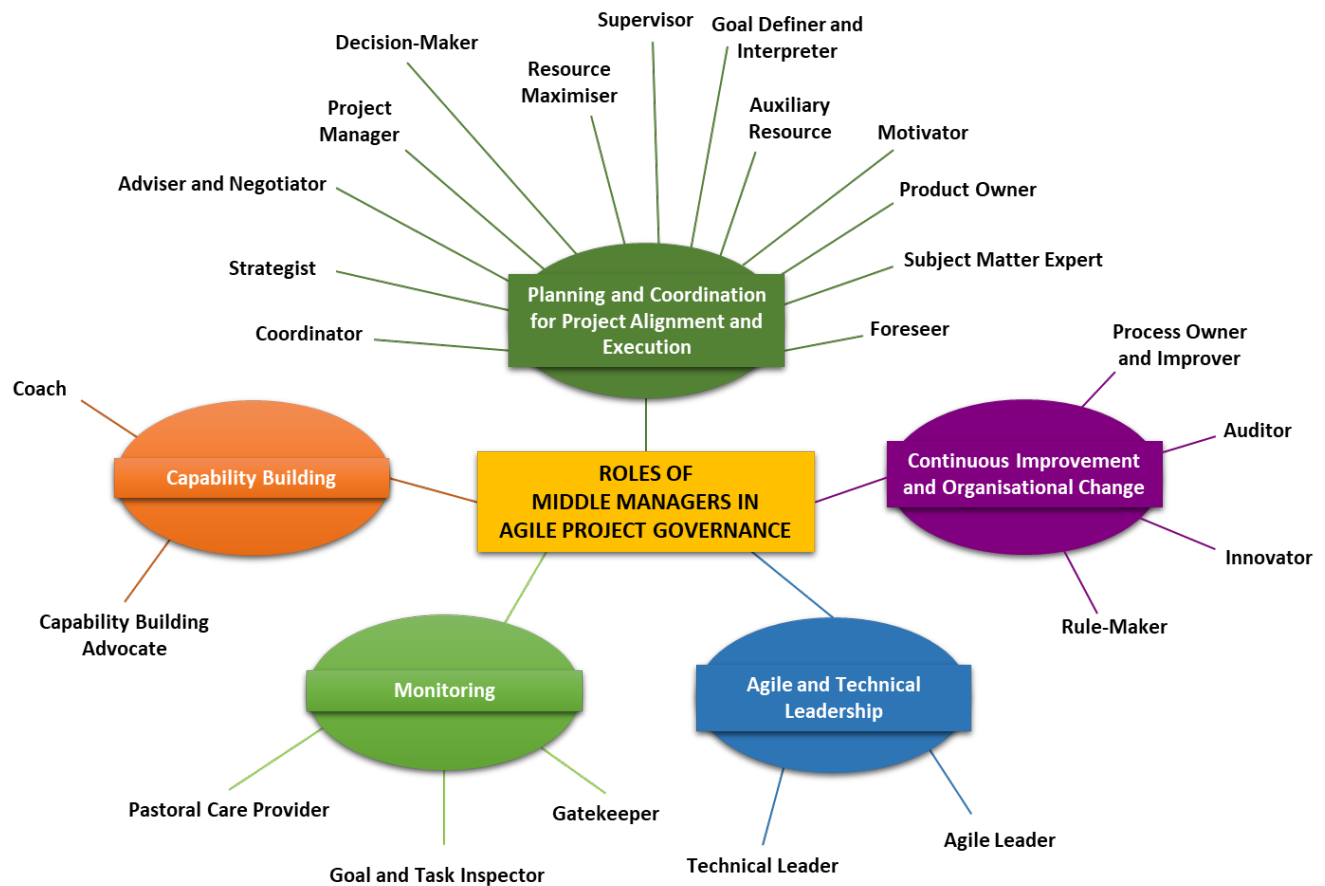 Supervisor
Goal Definer and
Interpreter
Decision-Maker
Resource
Maximiser
Project
Manager
Auxiliary
Resource
Motivator
Adviser and Negotiator
Product Owner
Strategist
Subject Matter Expert
Coordinator
Foreseer
Planning and Coordination
for Project Alignment and
Execution
Process Owner
and Improver
Coach
Auditor
Capability Building
ROLES OF
MIDDLE MANAGERS IN
AGILE PROJECT GOVERNANCE
Continuous Improvement
and Organisational Change
Innovator
Capability Building
Advocate
Rule-Maker
Monitoring
Agile and Technical
Leadership
Pastoral Care Provider
Goal and Task Inspector
Gatekeeper
Technical Leader
Agile Leader